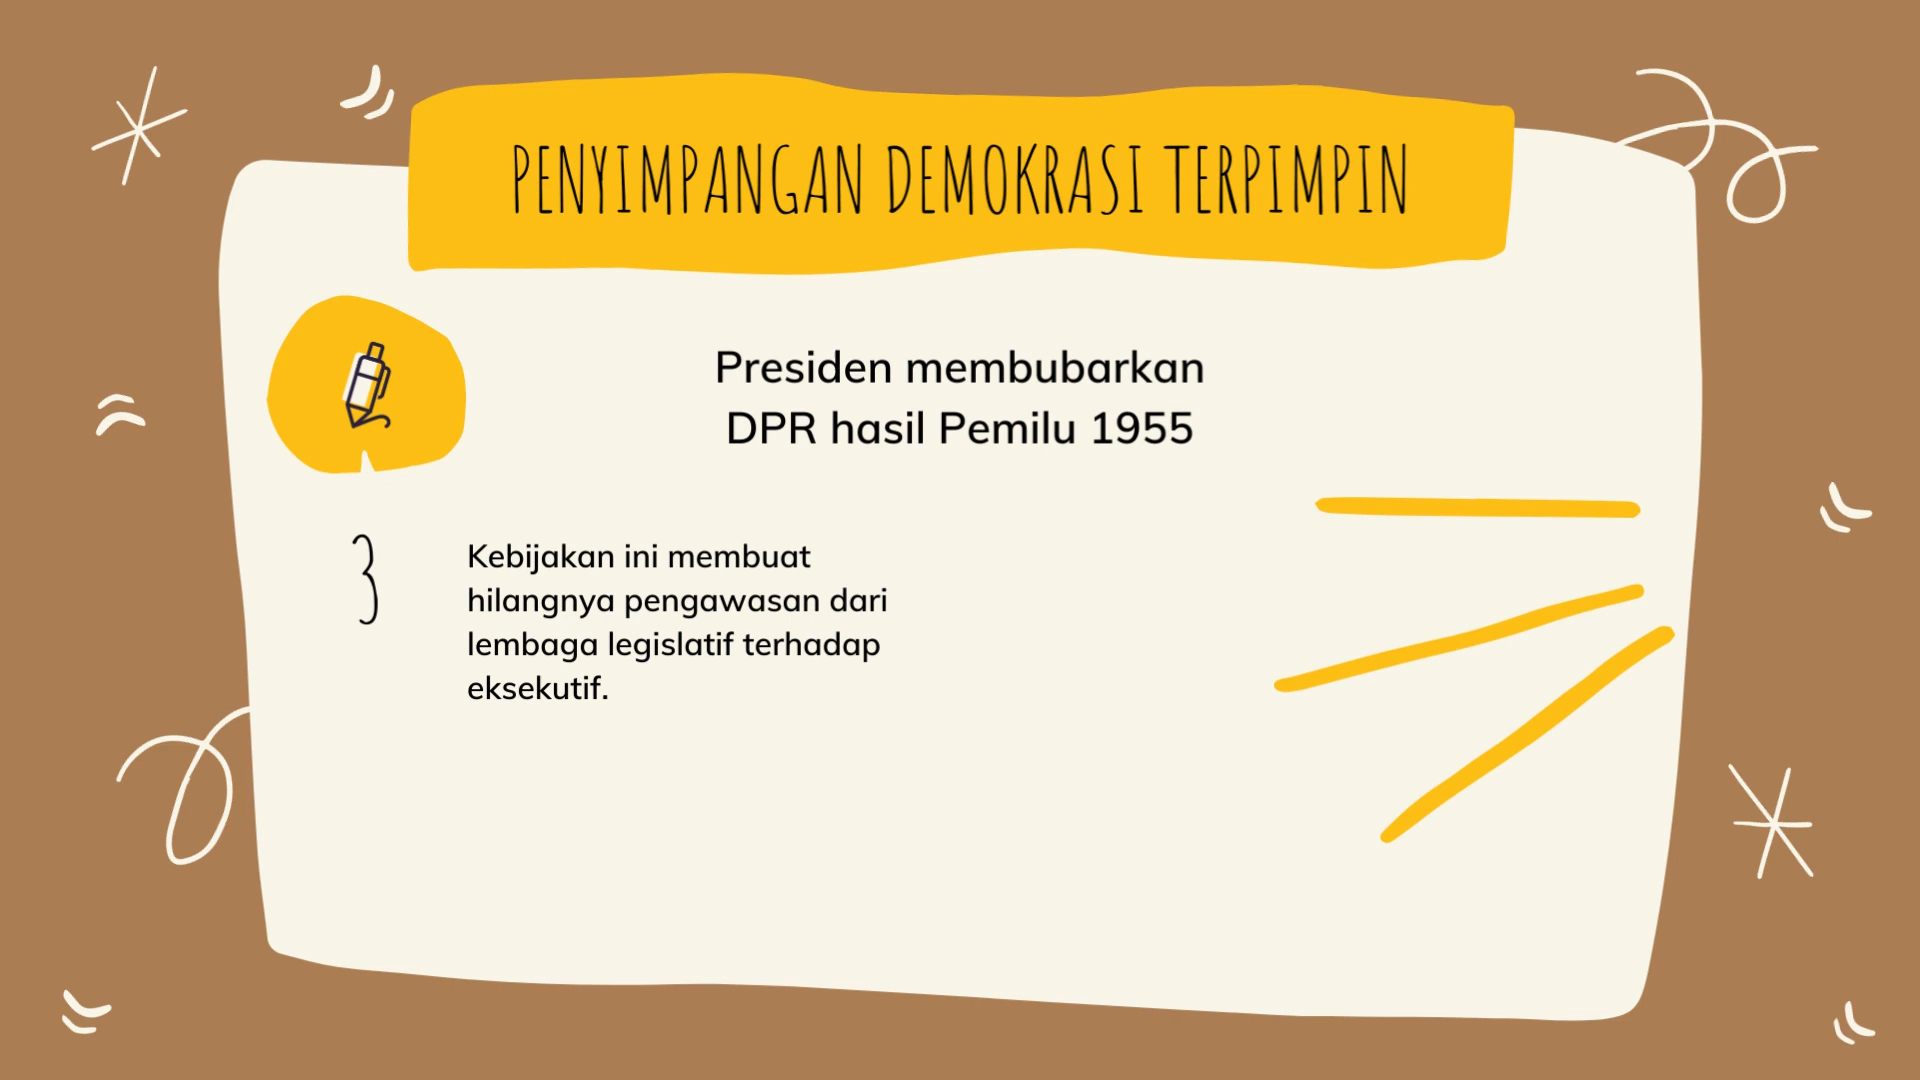 PENYIMPANGAN DEMOKRASI TERPIMPIN
Presiden membubarkan
DPR hasil Pemilu 1955
3
Kebijakan ini membuat
hilangnya pengawasan dari
lembaga legislatif terhadap
eksekutif.